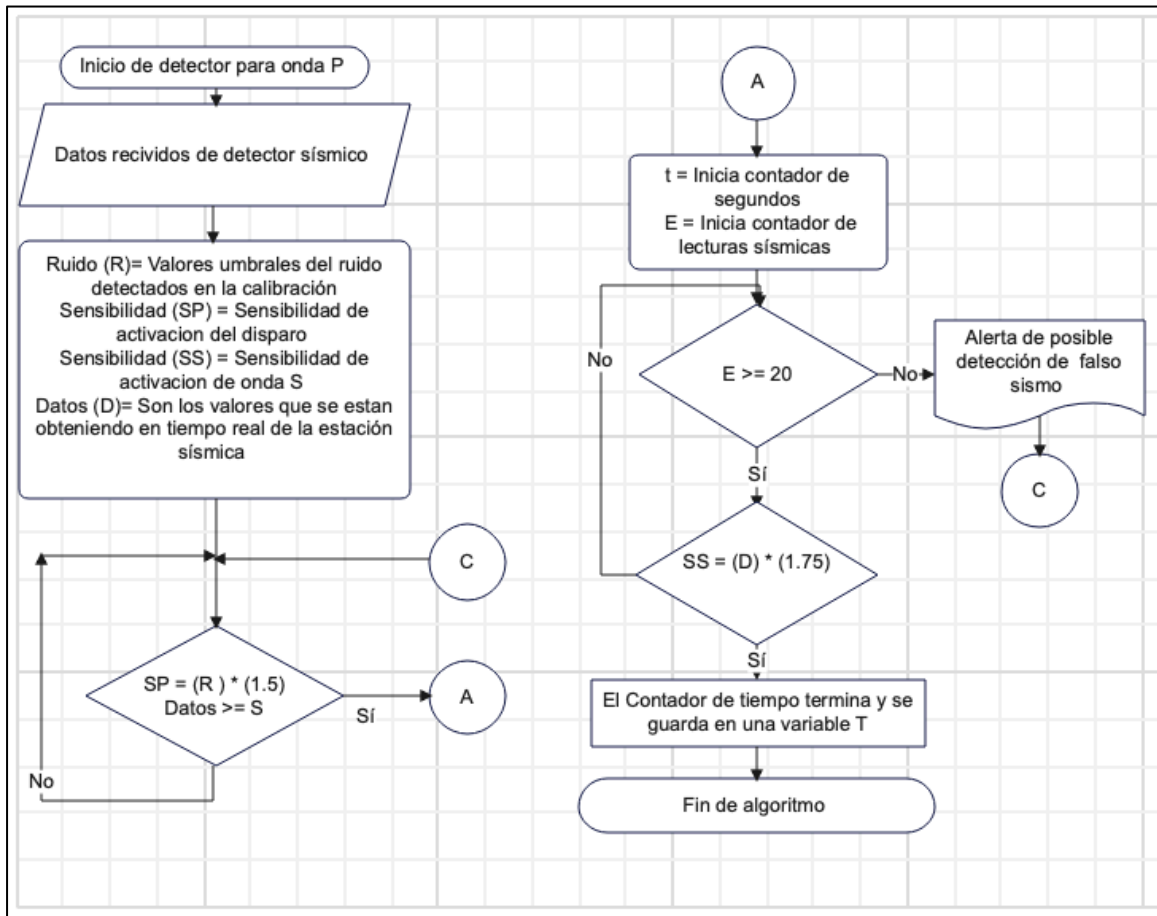 Inicio de detector para onda P
Datos recividos de detector sísmico
Ruido (R)= Valores umbrales del ruido
detectados en la calibración
Sensibilidad (SP) = Sensibilidad de
activacion del disparo
Sensibilidad (SS) = Sensibilidad de
activacion de onda S
Datos (D)= Son los valores que se estan
obteniendo en tiempo real de la estación
sísmica
C
SP = (R ) * (1.5)
Datos >= S
Sí
A
No
A
t = Inicia contador de
segundos
E = Inicia contador de
lecturas sísmicas
No
E >= 20
No
Alerta de posible
detección de falso
sismo
C
Sí
SS = (D) * (1.75)
Sí
El Contador de tiempo termina y se
guarda en una variable T
Fin de algoritmo